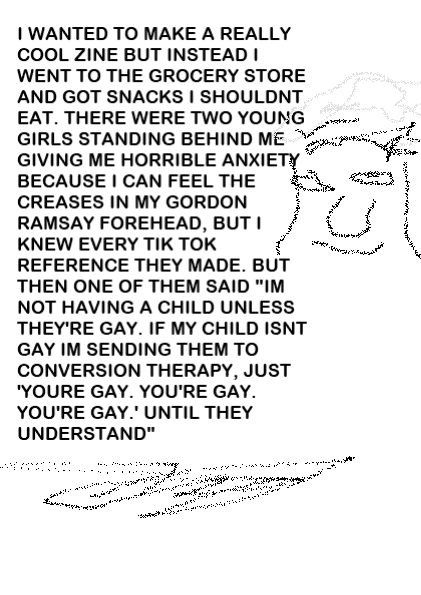 I WANTED TO MAKE A REALLY
COOL ZINE BUT INSTEAD I
WENT TO THE GROCERY STORE
AND GOT SNACKS I SHOULDNT
EAT. THERE WERE TWO YOUNG
GIRLS STANDING BEHIND ME
GIVING ME HORRIBLE ANXIETY
BECAUSE I CAN FEEL THE
CREASES IN MY GORDON
RAMSAY FOREHEAD, BUT I
KNEW EVERY TIK TOK
REFERENCE THEY MADE. BUT
THEN ONE OF THEM SAID "IM
NOT HAVING A CHILD UNLESS
THEY'RE GAY. IF MY CHILD ISNT
GAY IM SENDING THEM TO
CONVERSION THERAPY, JUST
'YOURE GAY. YOU'RE GAY.
YOU'RE GAY.' UNTIL THEY
UNDERSTAND"